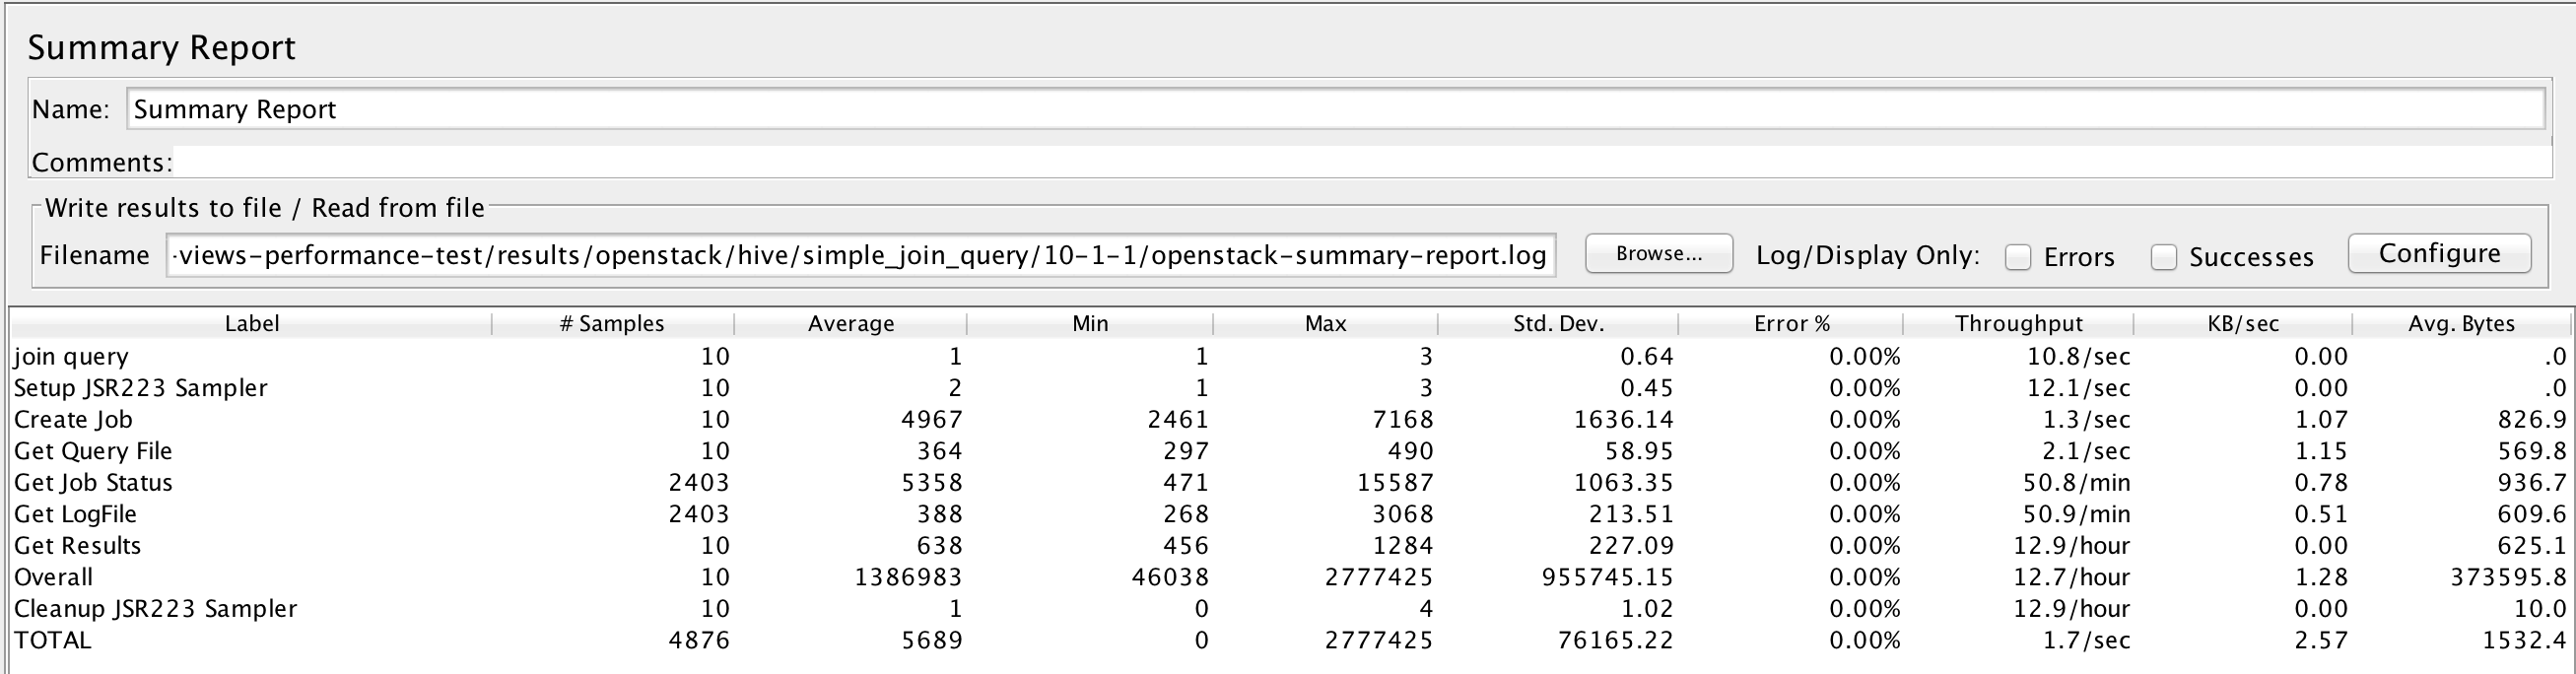 Summary Report
Name: Summary Report
Comments:
Write results to file / Read from file
Filename -views-performance-test/results/openstack/hive/simple_join_query/10-1-1/openstack-summary-report.log Browse... Log/Display Only: Errors Successes Configure
Label # Samples Average Min Max Std. Dev. Error % Throughput KB/sec Avg. Bytes
join query 10 1 1 3 0.64 0.00% 10.8/sec 0.00 .0
Setup JSR223 Sampler 10 2 1 3 0.45 0.00% 12.1/sec 0.00 .0
Create Job 10 4967 2461 7168 1636.14 0.00% 1.3/sec 1.07 826.9
Get Query File 10 364 297 490 58.95 0.00% 2.1/sec 1.15 569.8
Get Job Status 2403 5358 471 15587 1063.35 0.00% 50.8/min 0.78 936.7
Get LogFile 2403 388 268 3068 213.51 0.00% 50.9/min 0.51 609.6
Get Results 10 638 456 1284 227.09 0.00% 12.9/hour 0.00 625.1
Overall 10 1386983 46038 2777425 955745.15 0.00% 12.7/hour 1.28 373595.8
Cleanup JSR223 Sampler 10 1 0 4 1.02 0.00% 12.9/hour 0.00 10.0
TOTAL 4876 5689 0 2777425 76165.22 0.00% 1.7/sec 2.57 1532.4